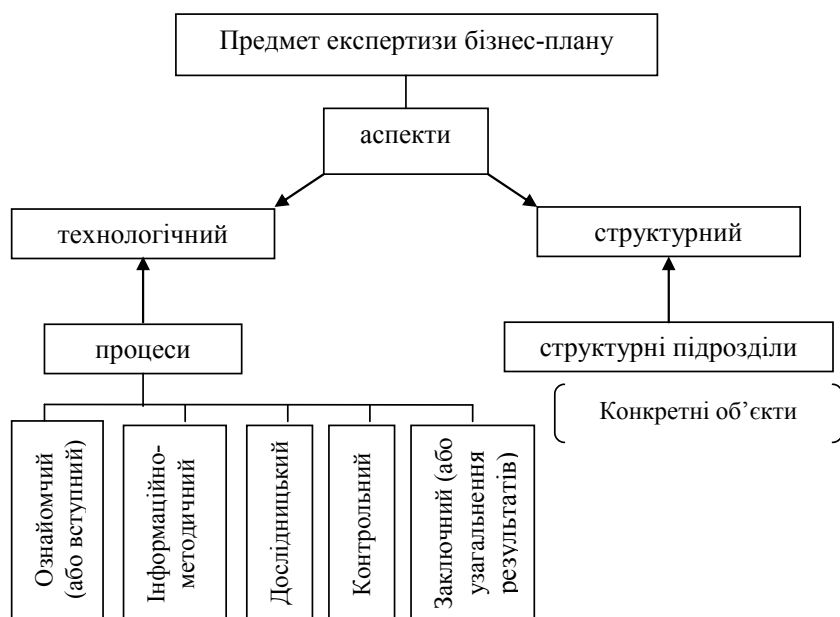 Предмет експертизи бізнес-плану
аспекти
технологічний
структурний
процеси
структурні підрозділи
Конкретні об’єкти
Ознайомчий
(або вступний)
Інформаційно-
методичний
Дослідницький
Контрольний
Заключний (або
узагальнення
результатів)